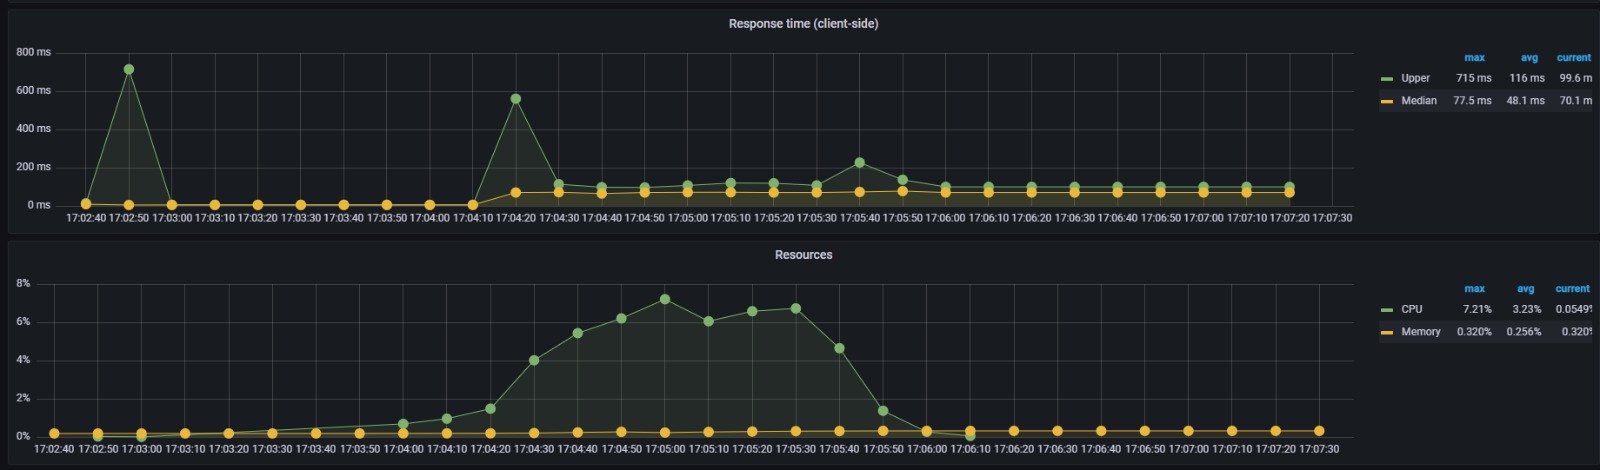 Response time (client-side)
800 ms
600 ms
400 ms
200 ms
0 ms
17:02:40 17:02:50 17:03:00 17:03:10 17:03:20 17:03:30 17:03:40 17:03:50 17:04:00 17:04:10 17:04:20 17:04:30 17:04:40 17:04:50 17:05:00 17:05:10 17:05:20 17:05:30 17:05:40 17:05:50 17:06:00 17:06:10 17:06:20 17:06:30 17:06:40 17:06:50 17:07:00 17:07:10 17:07:20 17:07:30
max avg current
Upper 715 ms 116 ms 99.6 m
Median 77.5 ms 48.1 ms 70.1 m
Resources
8%
6%
4%
2%
0%
17:02:40 17:02:50 17:03:00 17:03:10 17:03:20 17:03:30 17:03:40 17:03:50 17:04:00 17:04:10 17:04:20 17:04:30 17:04:40 17:04:50 17:05:00 17:05:10 17:05:20 17:05:30 17:05:40 17:05:50 17:06:00 17:06:10 17:06:20 17:06:30 17:06:40 17:06:50 17:07:00 17:07:10 17:07:20 17:07:30
max avg current
CPU 7.21% 3.23% 0.0549%
Memory 0.320% 0.256% 0.320%